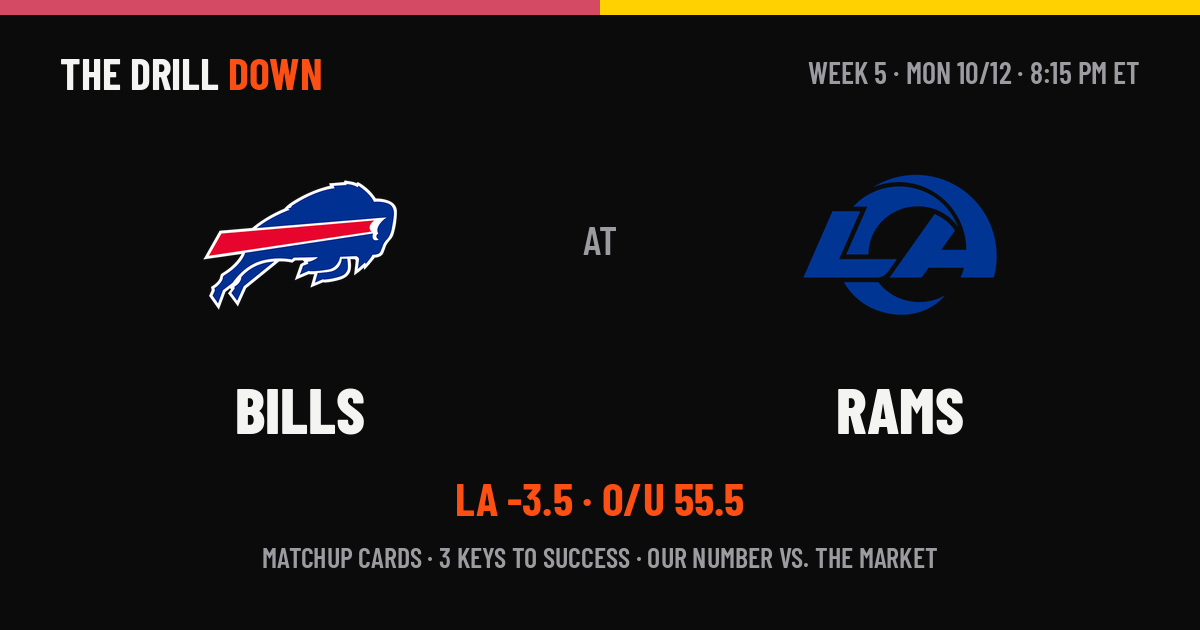 THE DRILL DOWN
WEEK 5 · MON 10/12 · 8:15 PM ET
AT
LA
BILLS
RAMS
LA -3.5 · O/U 55.5
MATCHUP CARDS · 3 KEYS TO SUCCESS · OUR NUMBER VS. THE MARKET